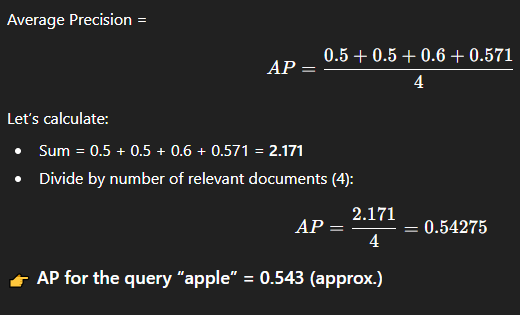 Average Precision =
AP = \frac{0.5 + 0.5 + 0.6 + 0.571}{4}
Let's calculate:
• Sum = 0.5 + 0.5 + 0.6 + 0.571 = 2.171
• Divide by number of relevant documents (4):
AP = \frac{2.171}{4} = 0.54275
👉 AP for the query “apple” = 0.543 (approx.)